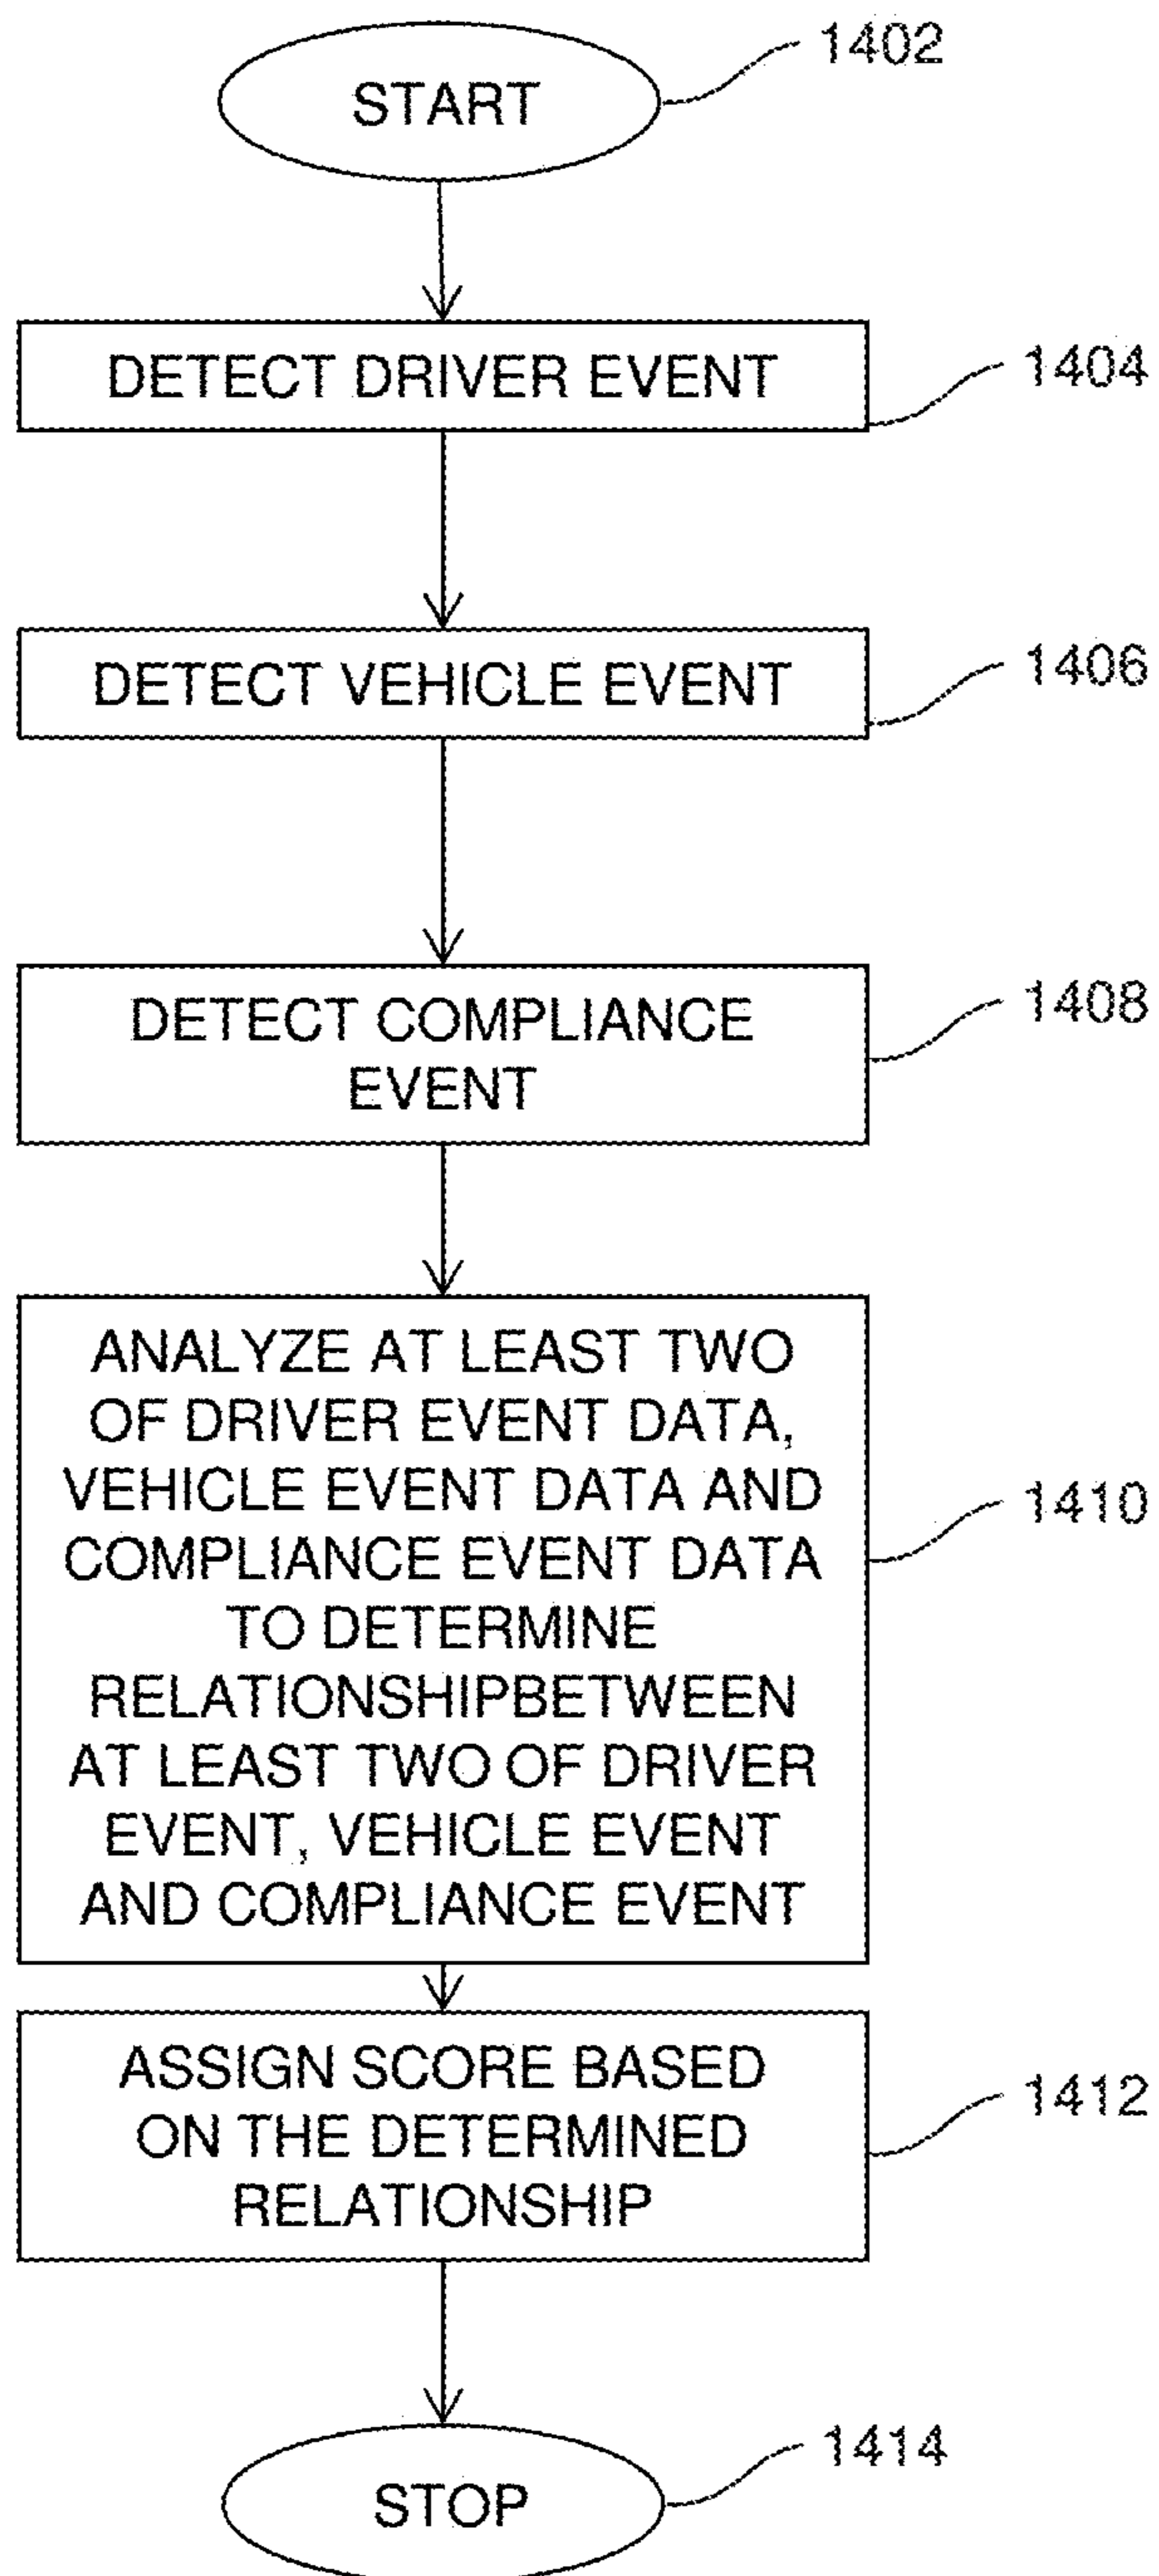 START
1402
DETECT DRIVER EVENT
1404
DETECT VEHICLE EVENT
1406
DETECT COMPLIANCE
EVENT
1408
ANALYZE AT LEAST TWO
OF DRIVER EVENT DATA,
VEHICLE EVENT DATA AND
COMPLIANCE EVENT DATA
TO DETERMINE
RELATIONSHIPBETWEEN
AT LEAST TWO OF DRIVER
EVENT, VEHICLE EVENT
AND COMPLIANCE EVENT
1410
ASSIGN SCORE BASED
ON THE DETERMINED
RELATIONSHIP
1412
STOP
1414